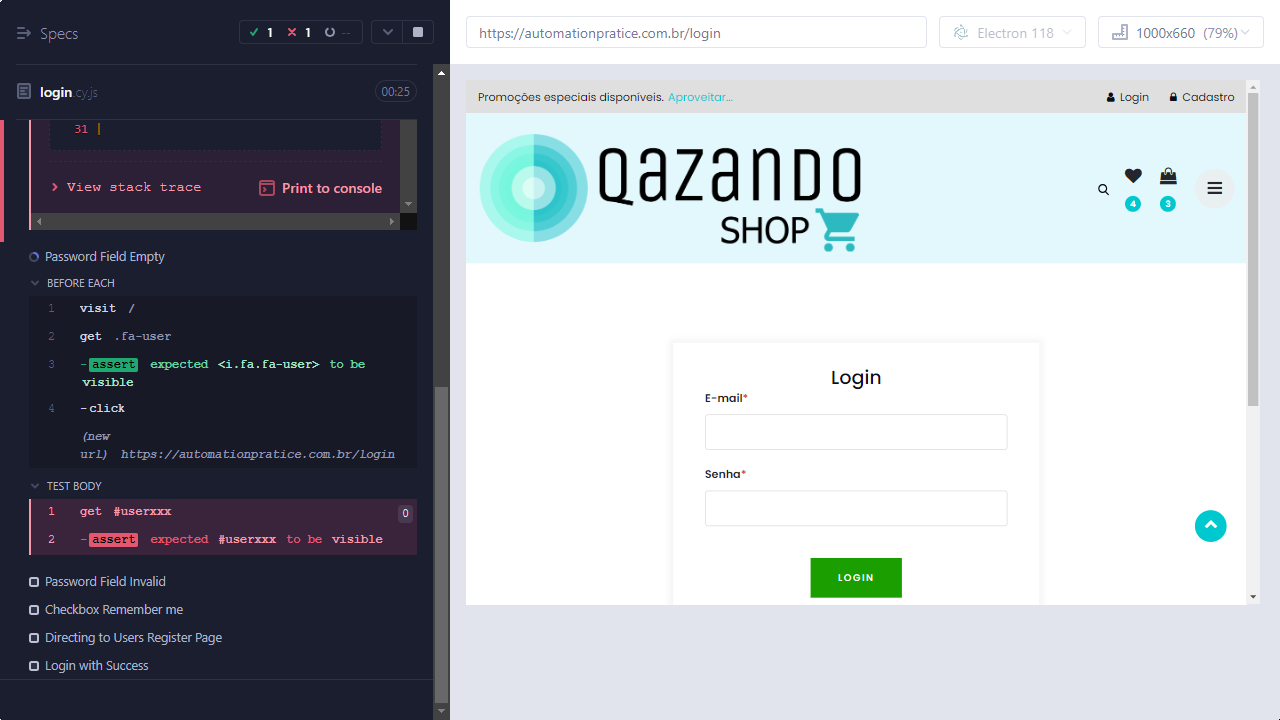 Specs
1
1
--
login.cy.js
00:25
31 |
View stack trace
Print to console
Password Field Empty
BEFORE EACH
1 visit /
2 get .fa-user
3 -assert expected <i.fa.fa-user> to be
visible
4 -click
(new
url) https://automationpratice.com.br/login
TEST BODY
1 get #userxxx 0
2 -assert expected #userxxx to be visible
Password Field Invalid
Checkbox Remember me
Directing to Users Register Page
Login with Success
https://automationpratice.com.br/login
Electron 118
1000x660 (79%)
Promoções especiais disponíveis. Aproveitar...
Login
Cadastro
QAZANDO
SHOP
4
3
Login
E-mail*
Senha*
LOGIN